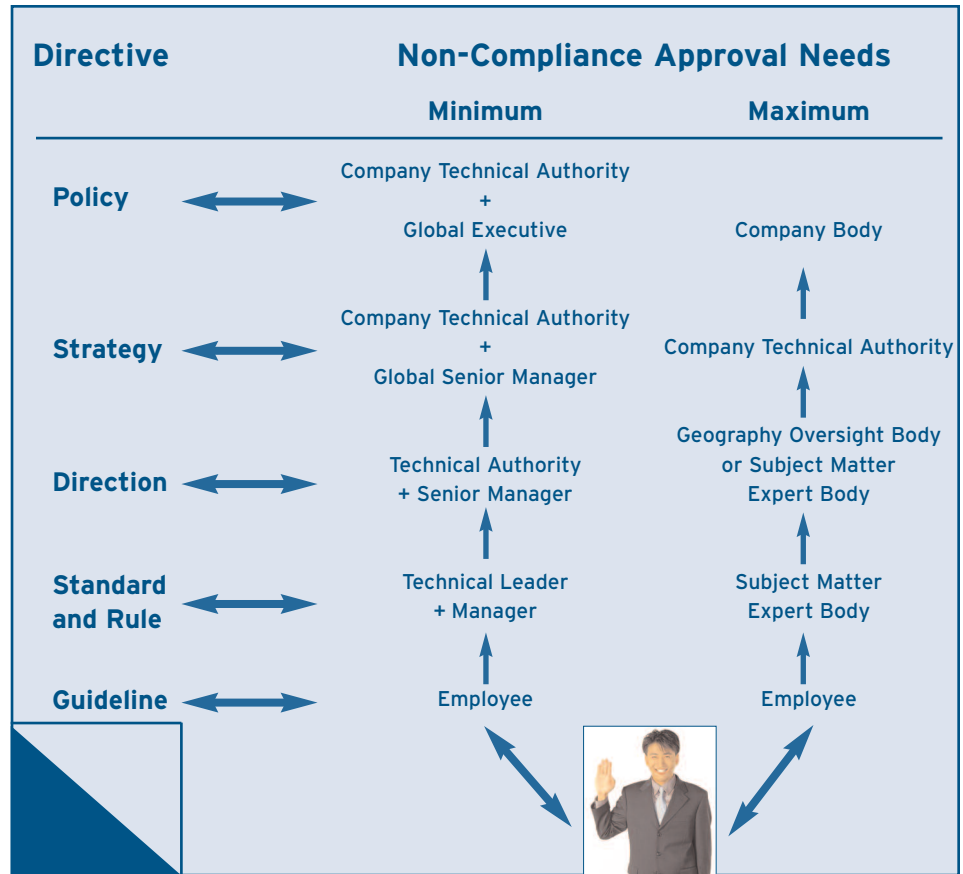 Directive
Non-Compliance Approval Needs
Minimum
Maximum
Policy
Company Technical Authority
+
Global Executive
Company Body
Strategy
Company Technical Authority
+
Global Senior Manager
Company Technical Authority
Direction
Technical Authority
+ Senior Manager
Geography Oversight Body
or Subject Matter
Expert Body
Standard
and Rule
Technical Leader
+ Manager
Subject Matter
Expert Body
Guideline
Employee
Employee